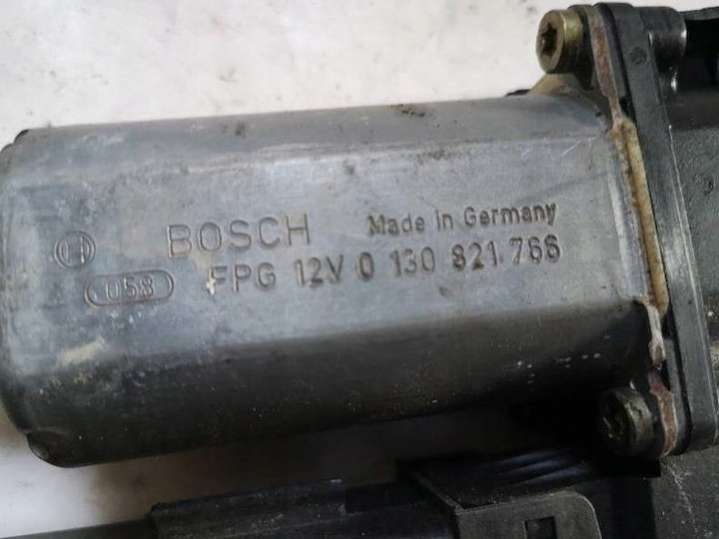 BOSCH Made in Germany
058 FPG 12V 0 130 821 766